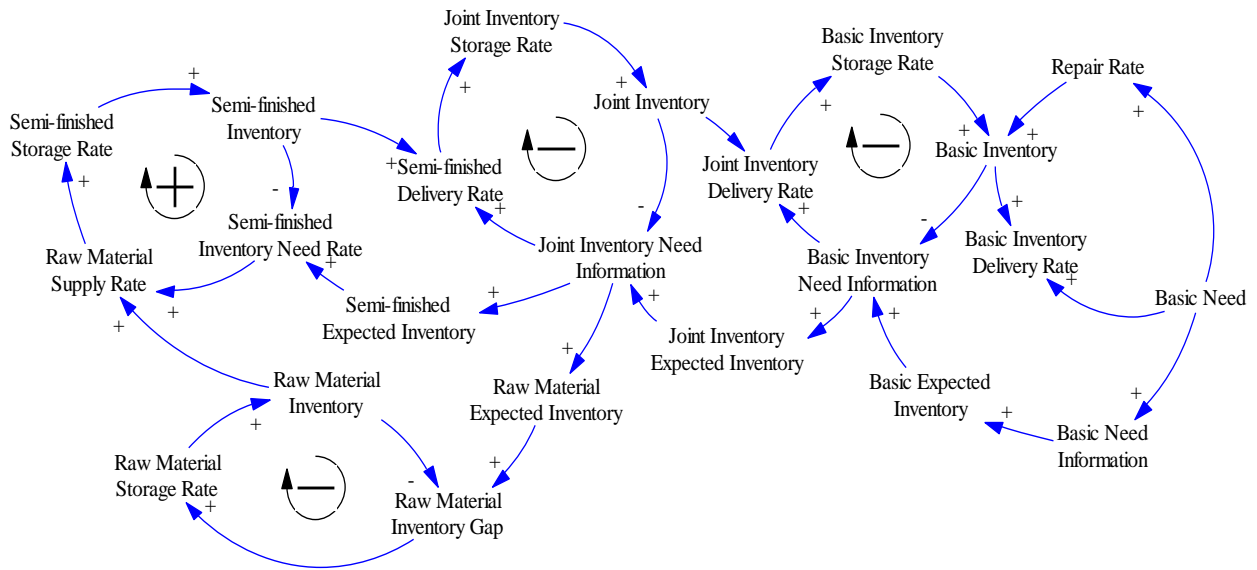 Joint Inventory
Storage Rate
+
Joint Inventory
+
Basic Inventory
Storage Rate
+
Repair Rate
+
Semi-finished
Storage Rate
+
Semi-finished
Inventory
+
Semi-finished
Delivery Rate
+
Joint Inventory
Delivery Rate
+
Basic Inventory
+
+
Semi-finished
Inventory Need Rate
-
Raw Material
Supply Rate
+
+
Joint Inventory Need
Information
-
+
Basic Inventory
Need Information
-
+
Basic Inventory
Delivery Rate
+
+
Basic Need
Semi-finished
Expected Inventory
+
+
Joint Inventory
Expected Inventory
+
+
Raw Material
Inventory
+
Raw Material
Expected Inventory
+
Basic Expected
Inventory
+
+
Basic Need
Information
+
Raw Material
Storage Rate
+
+
Raw Material
Inventory Gap
-
+